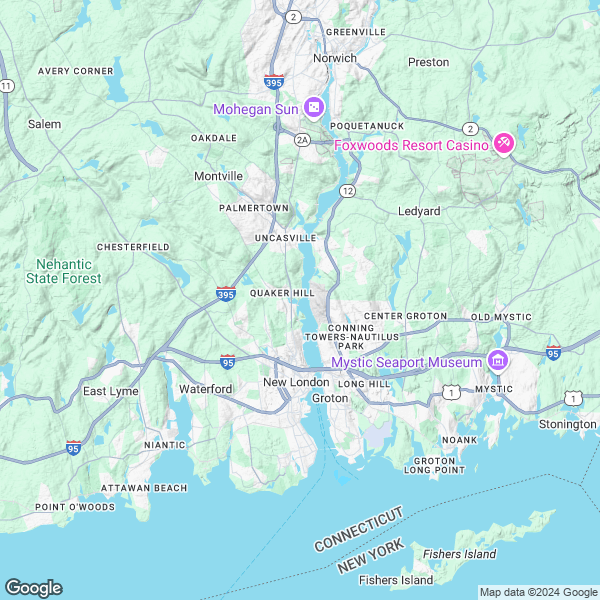 2
GREENVILLE
Norwich
Preston
AVERY CORNER
395
11
Mohegan Sun
Salem
POQUETANUCK
2
OAKDALE
2A
Foxwoods Resort Casino
Montville
12
PALMERTOWN
Ledyard
UNCASVILLE
CHESTERFIELD
Nehantic
State Forest
395
QUAKER HILL
CENTER GROTON
OLD MYSTIC
CONNING
TOWERS-NAUTILUS
PARK
95
95
Mystic Seaport Museum
New London
LONG HILL
East Lyme
Waterford
MYSTIC
1
1
Groton
Stonington
NIANTIC
95
NOANK
GROTON
LONG POINT
ATTAWAN BEACH
POINT O'WOODS
CONNECTICUT
NEW YORK
Fishers Island
Fishers Island
Google
Map data ©2024 Google